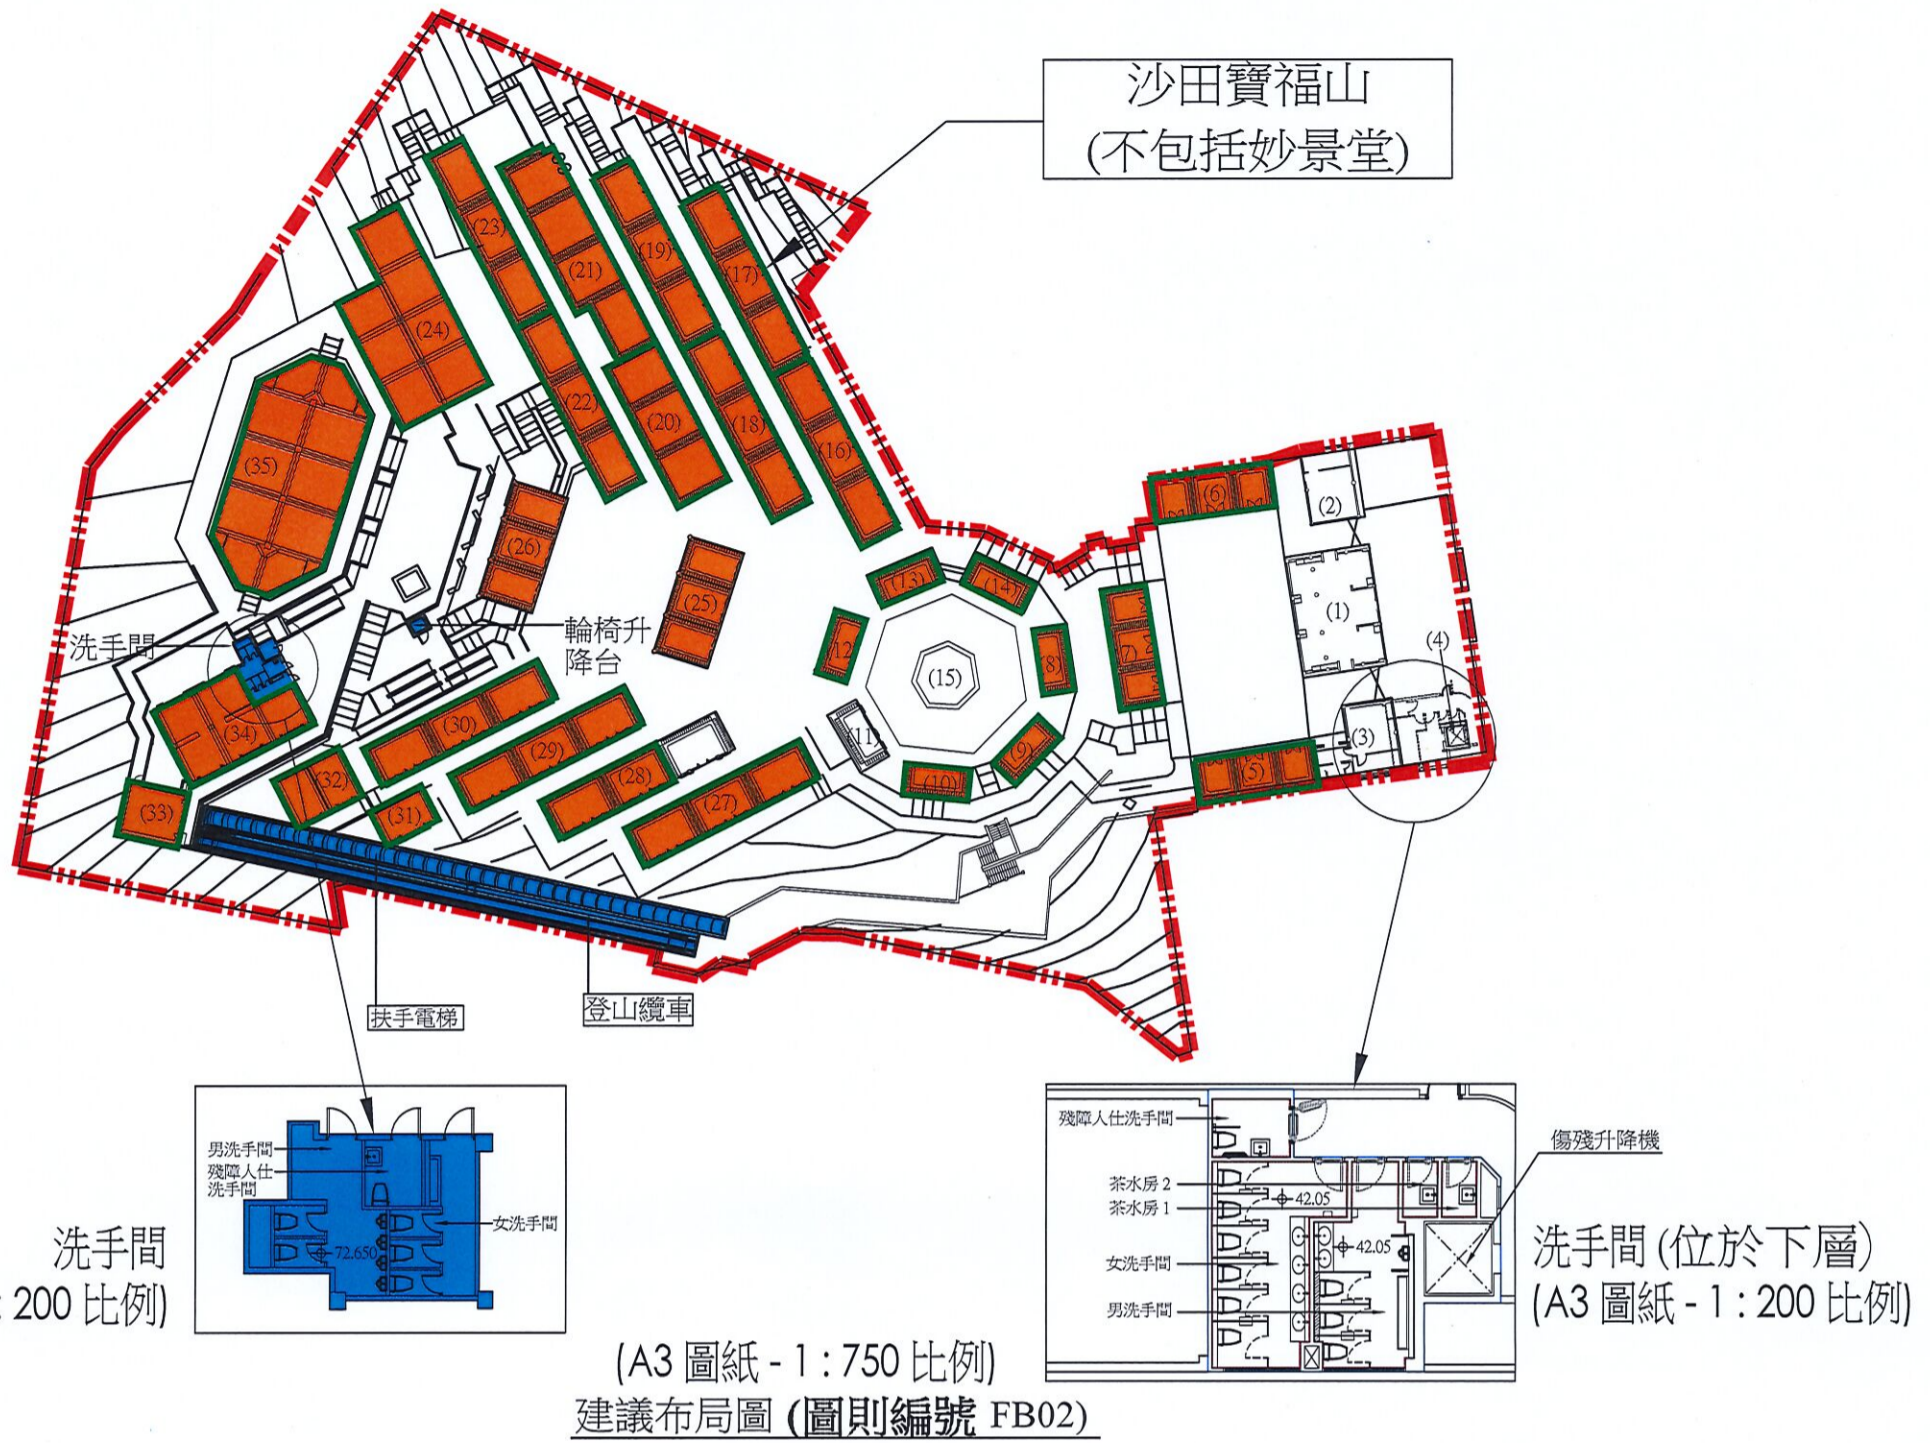 沙田寶福山
(不包括妙景堂)
(23)
(21)
(19)
(17)
(24)
(22)
(20)
(18)
(16)
(35)
(26)
(25)
(6)
(2)
(1)
(4)
(13)
(14)
(12)
(8)
(7)
(15)
(11)
(9)
(10)
(3)
(5)
洗手間
輪椅升
降台
(34)
(30)
(29)
(28)
(27)
(32)
(31)
(33)
扶手電梯
登山纜車
男洗手間
殘障人仕
洗手間
女洗手間
72.650
洗手間
200 比例)
殘障人仕洗手間
茶水房 2
茶水房 1
女洗手間
男洗手間
42.05
42.05
傷殘升降機
洗手間 (位於下層)
(A3 圖紙 - 1 : 200 比例)
(A3 圖紙 - 1 : 750 比例)
建議布局圖 (圖則編號 FB02)